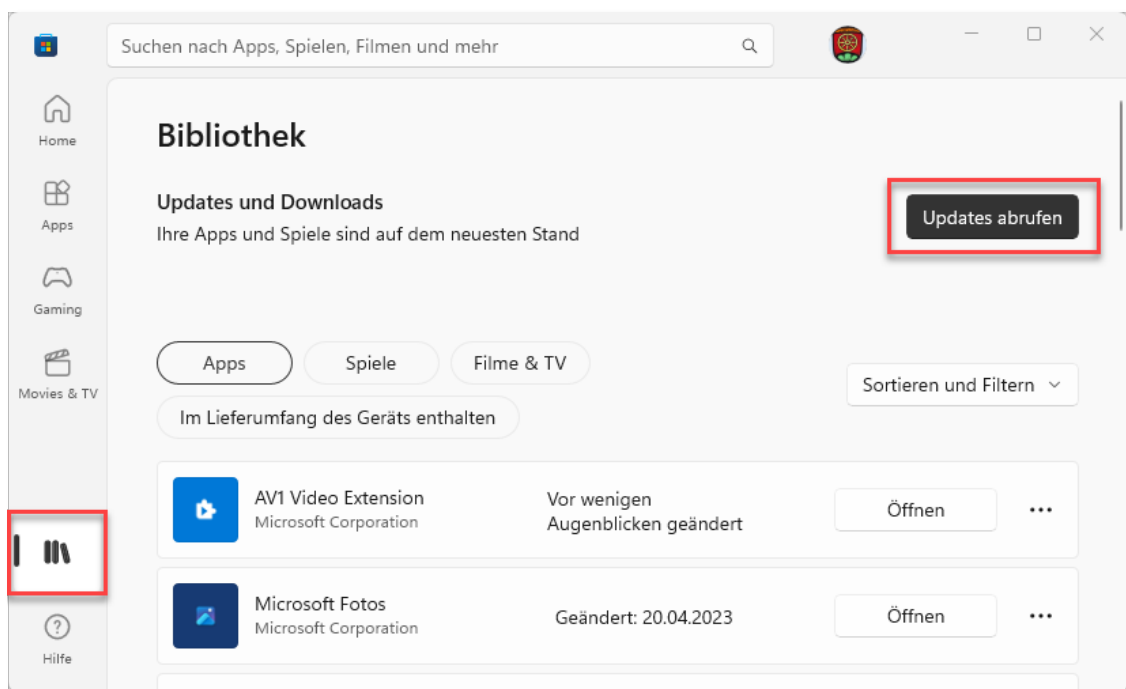 Suchen nach Apps, Spielen, Filmen und mehr
Home
Apps
Gaming
Movies & TV
Hilfe
Bibliothek
Updates und Downloads
Ihre Apps und Spiele sind auf dem neuesten Stand
Updates abrufen
Apps
Spiele
Filme & TV
Im Lieferumfang des Geräts enthalten
Sortieren und Filtern
AV1 Video Extension
Microsoft Corporation
Vor wenigen
Augenblicken geändert
Öffnen
Microsoft Fotos
Microsoft Corporation
Geändert: 20.04.2023
Öffnen